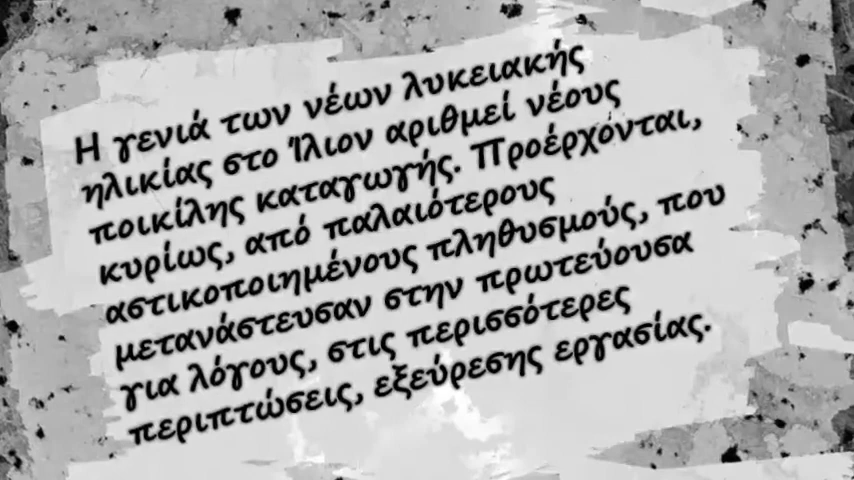 Η γενιά των νέων λυκειακής
ηλικίας στο Ίλιον αριθμεί νέους
ποικίλης καταγωγής. Προέρχονται,
κυρίως, από παλαιότερους
αστικοποιημένους πληθυσμούς, που
μετανάστευσαν στην πρωτεύουσα
για λόγους, στις περισσότερες
περιπτώσεις, εξεύρεσης εργασίας.